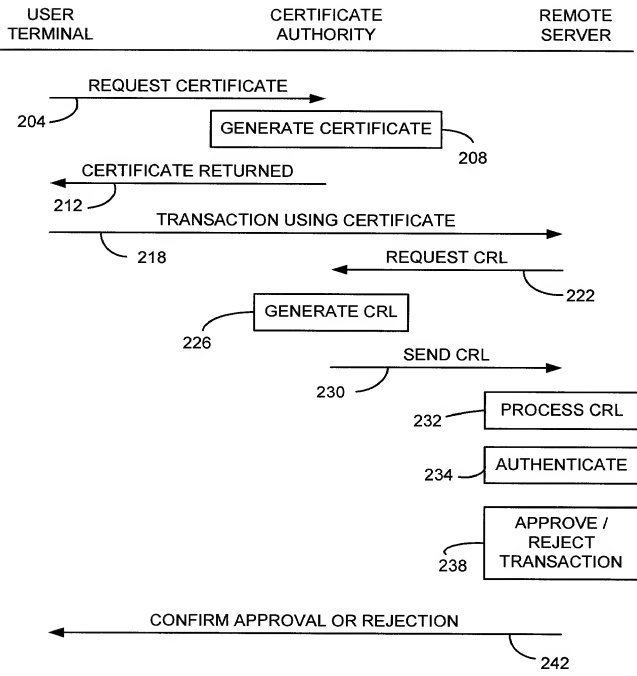 USER TERMINAL
CERTIFICATE AUTHORITY
REMOTE SERVER
REQUEST CERTIFICATE
204
GENERATE CERTIFICATE
208
CERTIFICATE RETURNED
212
TRANSACTION USING CERTIFICATE
218
REQUEST CRL
222
GENERATE CRL
226
SEND CRL
230
PROCESS CRL
232
AUTHENTICATE
234
APPROVE /
REJECT
TRANSACTION
238
CONFIRM APPROVAL OR REJECTION
242